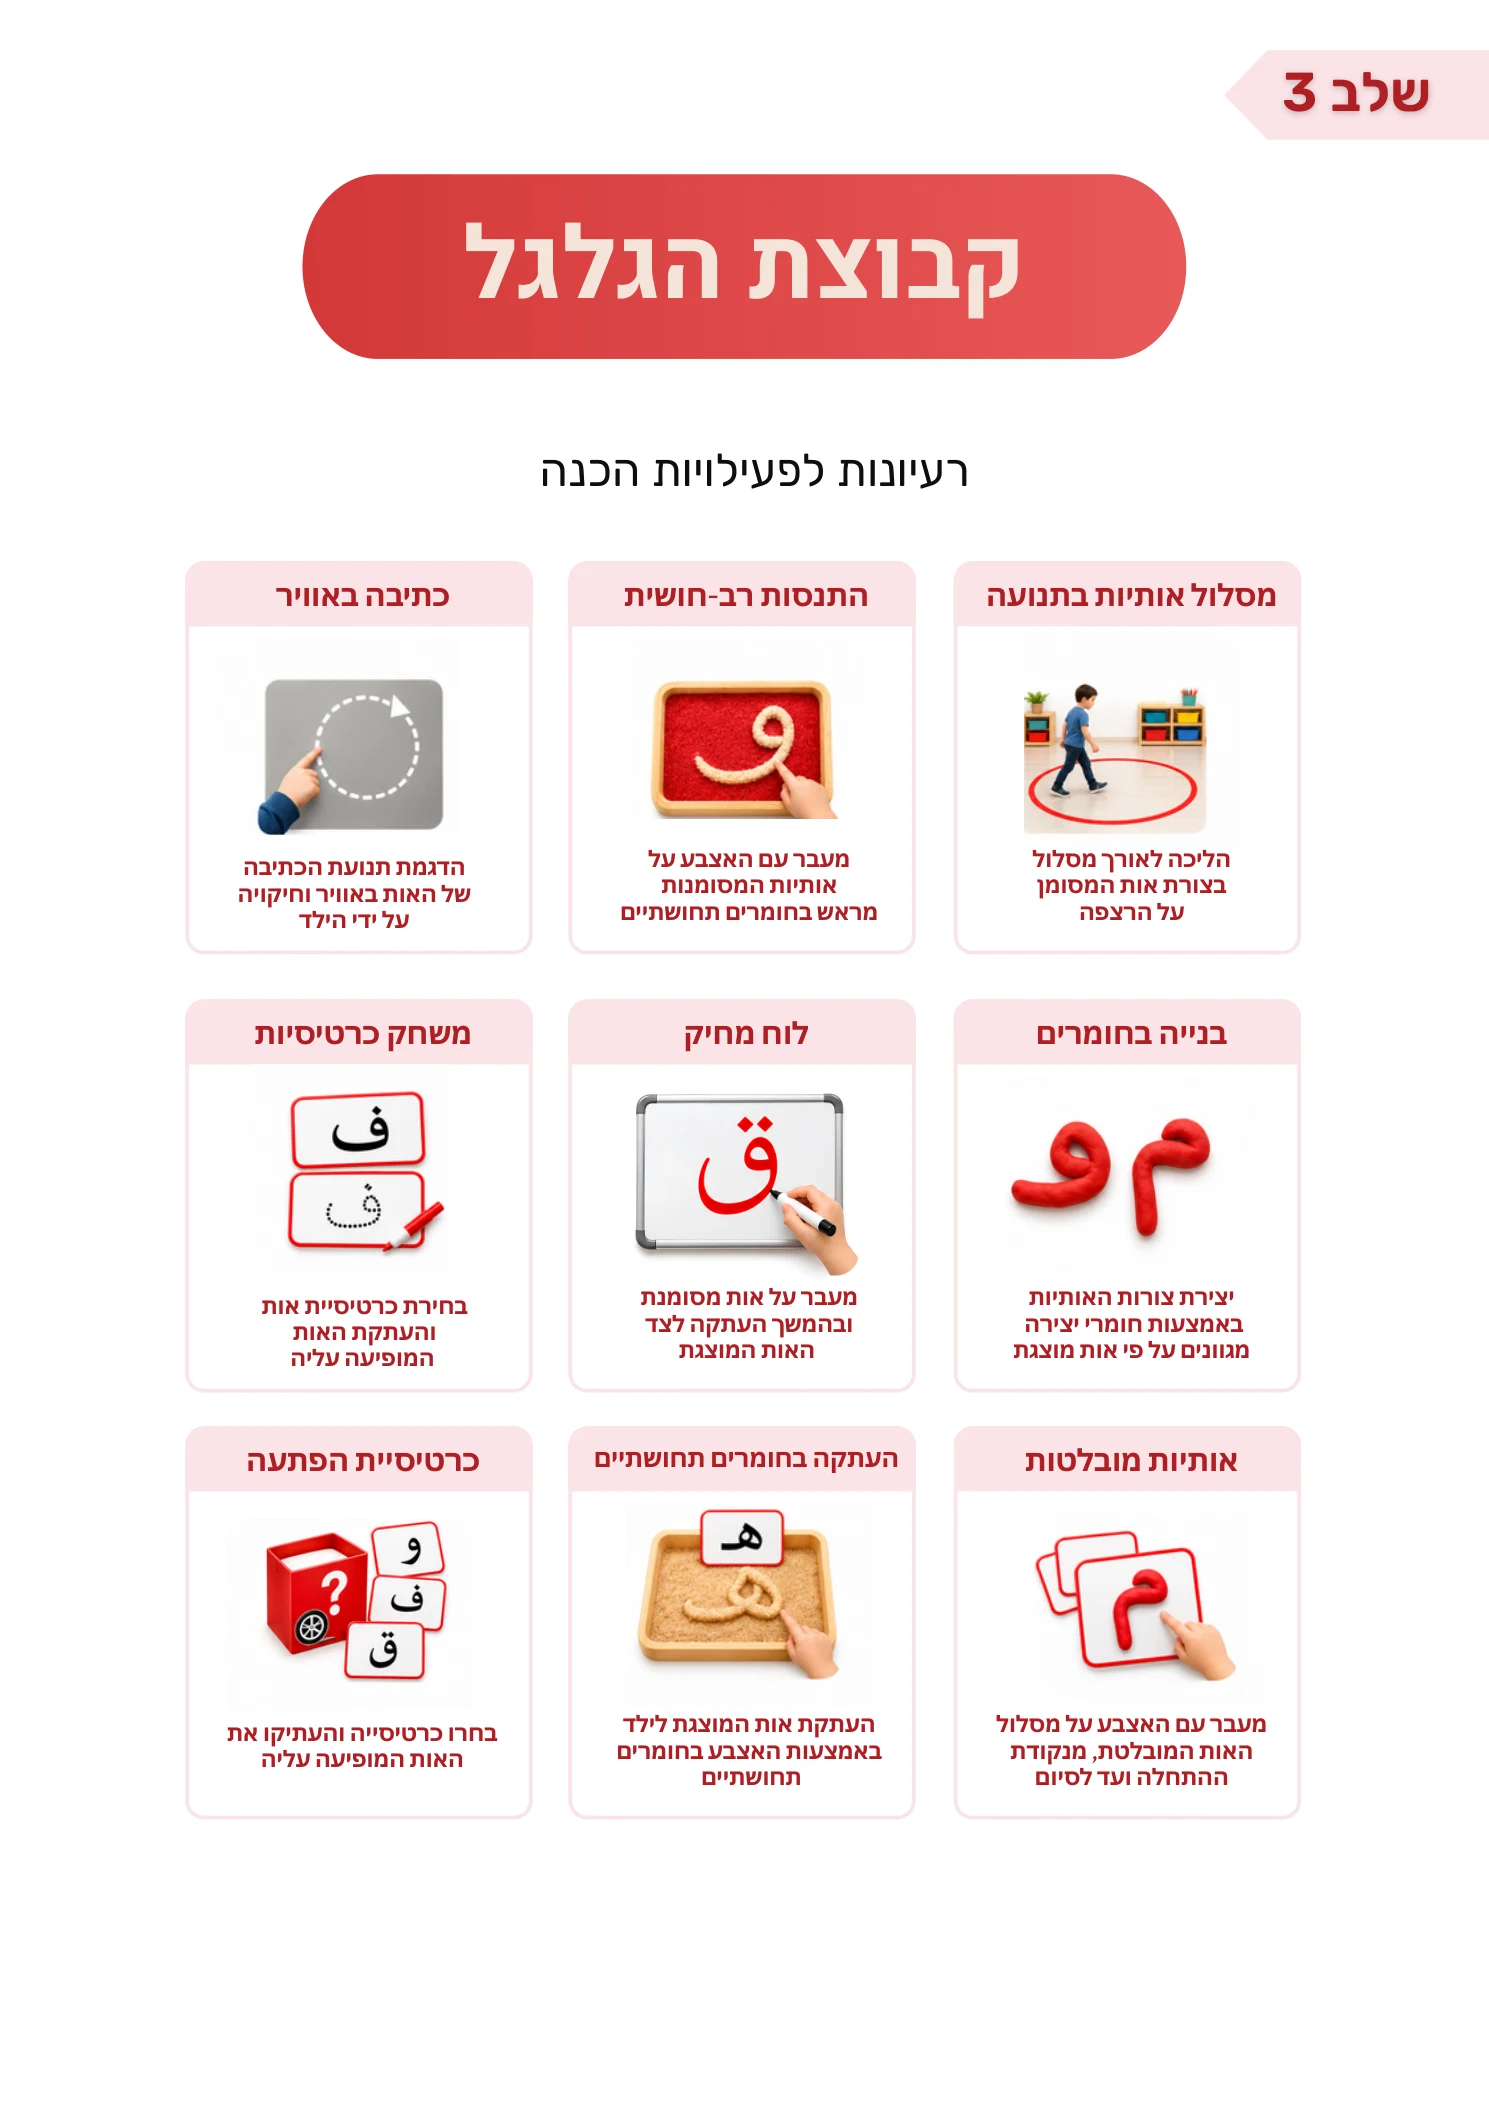 שלב 3
קבוצת הגלגל
רעיונות לפעילויות הכנה
מסלול אותיות בתנועה
הליכה לאורך מסלול
בצורת אות המסומן
על הרצפה
התנסות רב-חושית
و
מעבר עם האצבע על
אותיות המסומנות
מראש בחומרים תחושתיים
כתיבה באוויר
הדגמת תנועת הכתיבה
של האות באוויר וחיקויה
על ידי הילד
בנייה בחומרים
م و
יצירת צורות האותיות
באמצעות חומרי יצירה
מגוונים על פי אות מוצגת
לוח מחיק
ق
מעבר על אות מסומנת
ובהמשך העתקה לצד
האות המוצגת
משחק כרטיסיות
ف
ف
בחירת כרטיסיית אות
והעתקת האות
המופיעה עליה
אותיות מובלטות
م
מעבר עם האצבע על מסלול
האות המובלטת, מנקודת
ההתחלה ועד לסיום
העתקה בחומרים תחושתיים
هـ
هـ
העתקת אות המוצגת לילד
באמצעות האצבע בחומרים
תחושתיים
כרטיסיית הפתעה
?
و
ف
ق
בחרו כרטיסייה והעתיקו את
האות המופיעה עליה